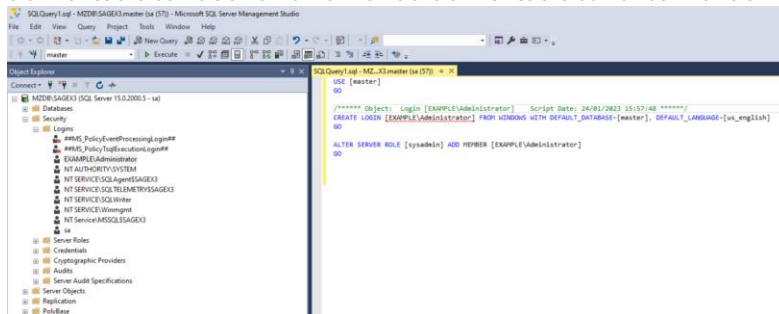 SQLQuery1.sql - MZDB\SAGEX3.master (sa (57)) - Microsoft SQL Server Management Studio
File Edit View Query Project Tools Window Help
New Query
master Execute
Object Explorer
Connect
MZDB\SAGEX3 (SQL Server 15.0.2000.5 - sa)
Databases
Security
Logins
##MS_PolicyEventProcessingLogin##
##MS_PolicyTsqlExecutionLogin##
EXAMPLE\Administrator
NT AUTHORITY\SYSTEM
NT SERVICE\SQLAgent$SAGEX3
NT SERVICE\SQLTELEMETRY$SAGEX3
NT SERVICE\SQLWriter
NT SERVICE\Winmgmt
NT Service\MSSQL$SAGEX3
sa
Server Roles
Credentials
Cryptographic Providers
Audits
Server Audit Specifications
Server Objects
Replication
PolyBase
SQLQuery1.sql - MZ...X3.master (sa (57))
USE [master]
GO
/****** Object: Login [EXAMPLE\Administrator] Script Date: 24/01/2023 15:57:48 ******/
CREATE LOGIN [EXAMPLE\Administrator] FROM WINDOWS WITH DEFAULT_DATABASE=[master], DEFAULT_LANGUAGE=[us_english]
GO
ALTER SERVER ROLE [sysadmin] ADD MEMBER [EXAMPLE\Administrator]
GO